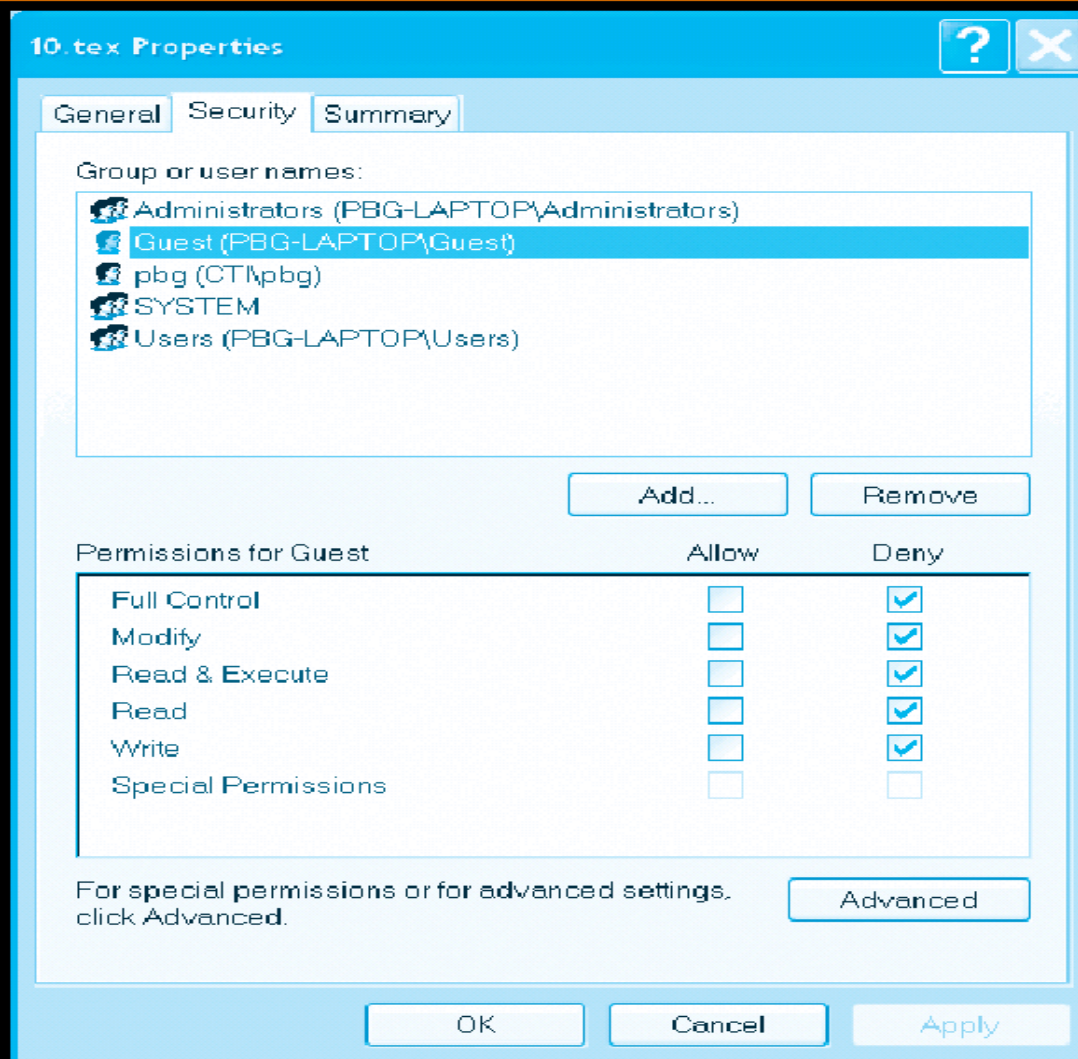 10.tex Properties
?
General Security Summary
Group or user names:
Administrators (PBG-LAPTOP\Administrators)
Guest (PBG-LAPTOP\Guest)
pbg (CTI\pbg)
SYSTEM
Users (PBG-LAPTOP\Users)
Add... Remove
Permissions for Guest Allow Deny
Full Control
Modify
Read & Execute
Read
Write
Special Permissions
For special permissions or for advanced settings,
click Advanced.
Advanced
OK Cancel Apply